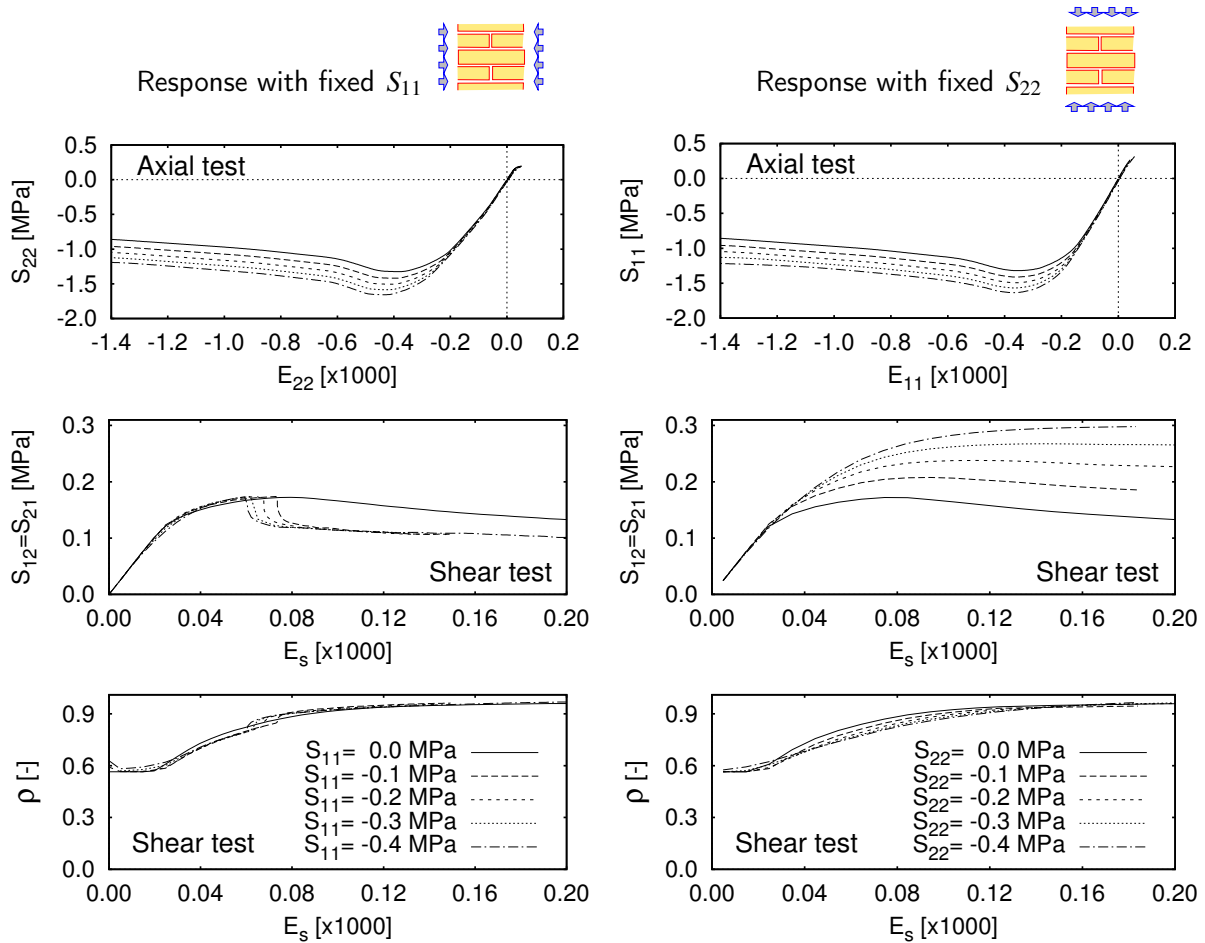 Response with fixed S11
Response with fixed S22
Axial test
S22 [MPa]
0.5
0.0
-0.5
-1.0
-1.5
-2.0
-1.4 -1.2 -1.0 -0.8 -0.6 -0.4 -0.2 0.0 0.2
E22 [x1000]
Axial test
S11 [MPa]
0.5
0.0
-0.5
-1.0
-1.5
-2.0
-1.4 -1.2 -1.0 -0.8 -0.6 -0.4 -0.2 0.0 0.2
E11 [x1000]
S12=S21 [MPa]
0.3
0.2
0.1
0.0
Shear test
0.00 0.04 0.08 0.12 0.16 0.20
Es [x1000]
S12=S21 [MPa]
0.3
0.2
0.1
0.0
Shear test
0.00 0.04 0.08 0.12 0.16 0.20
Es [x1000]
ρ [-]
0.9
0.6
0.3
0.0
S11= 0.0 MPa
S11= -0.1 MPa
S11= -0.2 MPa
S11= -0.3 MPa
S11= -0.4 MPa
Shear test
0.00 0.04 0.08 0.12 0.16 0.20
Es [x1000]
ρ [-]
0.9
0.6
0.3
0.0
S22= 0.0 MPa
S22= -0.1 MPa
S22= -0.2 MPa
S22= -0.3 MPa
S22= -0.4 MPa
Shear test
0.00 0.04 0.08 0.12 0.16 0.20
Es [x1000]